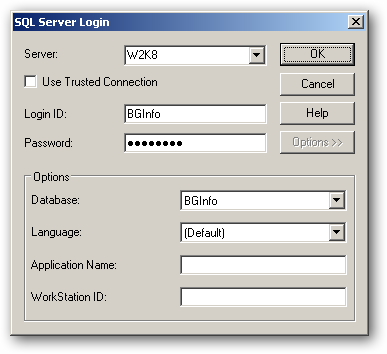 SQL Server Login
Server: W2K8 OK
Use Trusted Connection Cancel
Login ID: BGInfo Help
Password: ●●●●●●●● Options >>
Options
Database: BGInfo
Language: (Default)
Application Name:
WorkStation ID: